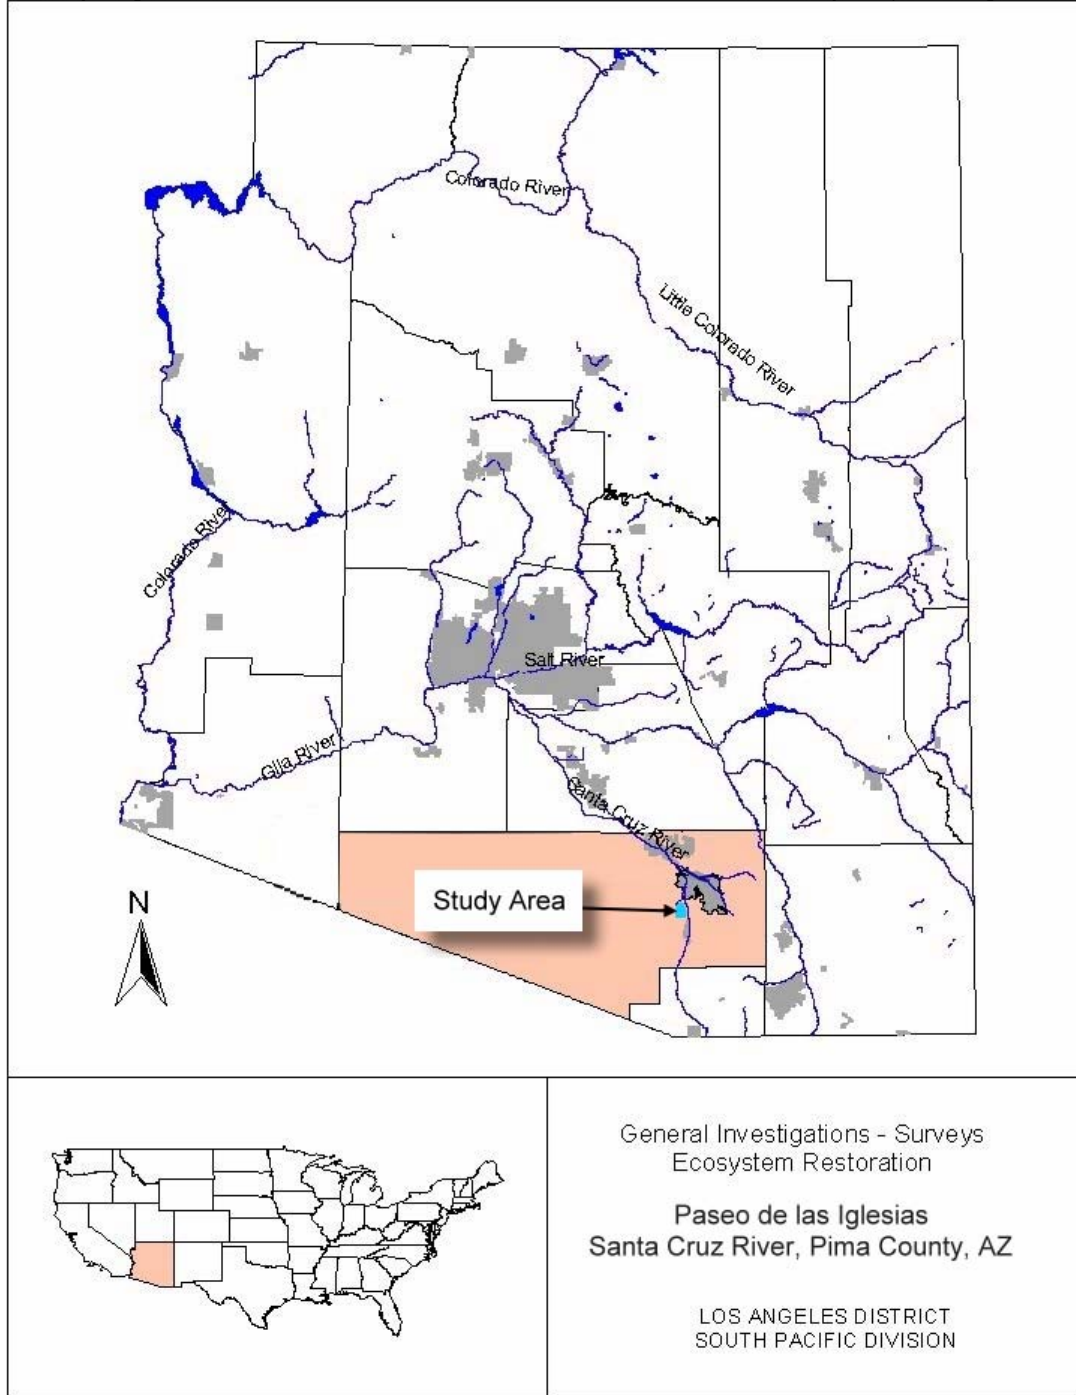 Colorado River
Little Colorado River
Colorado River
Salt River
Gila River
Santa Cruz River
Study Area
N
General Investigations - Surveys
Ecosystem Restoration
Paseo de las Iglesias
Santa Cruz River, Pima County, AZ
LOS ANGELES DISTRICT
SOUTH PACIFIC DIVISION